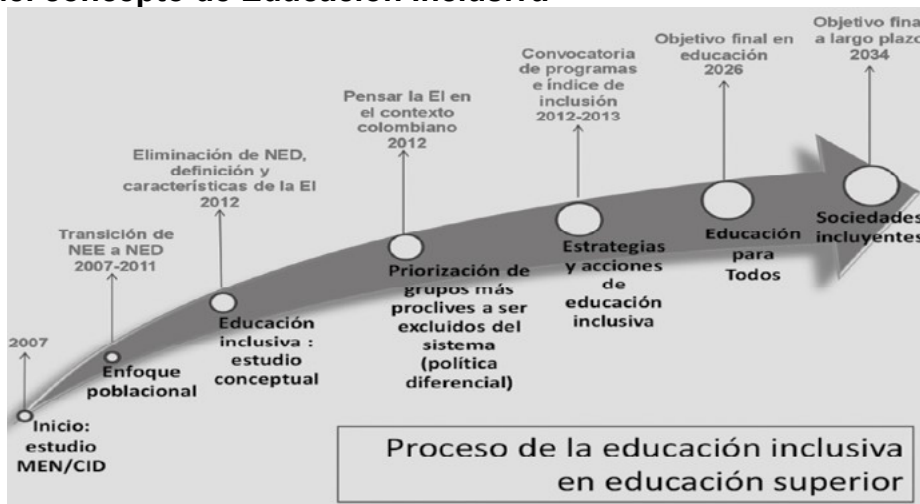 del concepto de Educación Inclusiva
2007
Inicio:
estudio
MEN/CID
Transición de
NEE a NED
2007-2011
Enfoque
poblacional
Eliminación de NED,
definición y
características de la EI
2012
Educación
inclusiva :
estudio
conceptual
Pensar la EI en
el contexto
colombiano
2012
Priorización de
grupos más
proclives a ser
excluidos del
sistema
(política
diferencial)
Convocatoria
de programas
e índice de
inclusión
2012-2013
Estrategias
y acciones
de
educación
inclusiva
Objetivo final en
educación
2026
Educación
para
Todos
Objetivo final
a largo plazo
2034
Sociedades
incluyentes
Proceso de la educación inclusiva
en educación superior